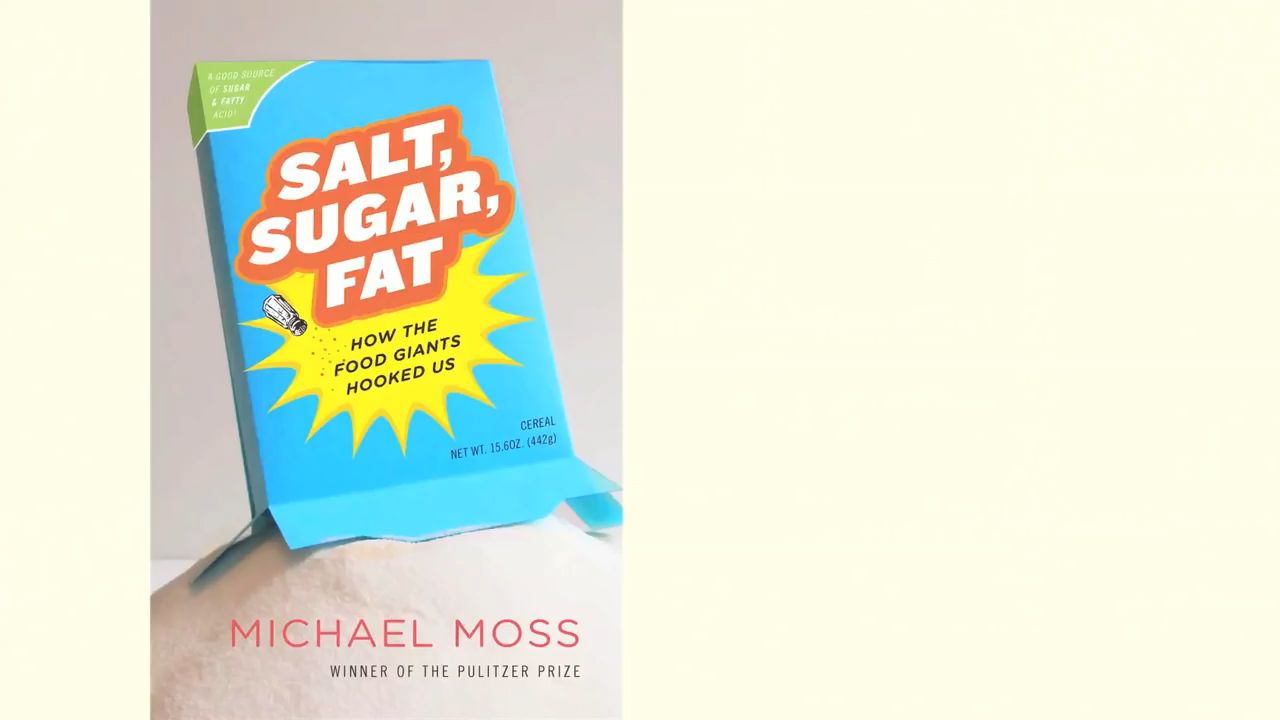 A GOOD SOURCE
OF SUGAR
& FATTY
ACID!
SALT,
SUGAR,
FAT
HOW THE
FOOD GIANTS
HOOKED US
CEREAL
NET WT. 15.6OZ. (442g)
MICHAEL MOSS
WINNER OF THE PULITZER PRIZE